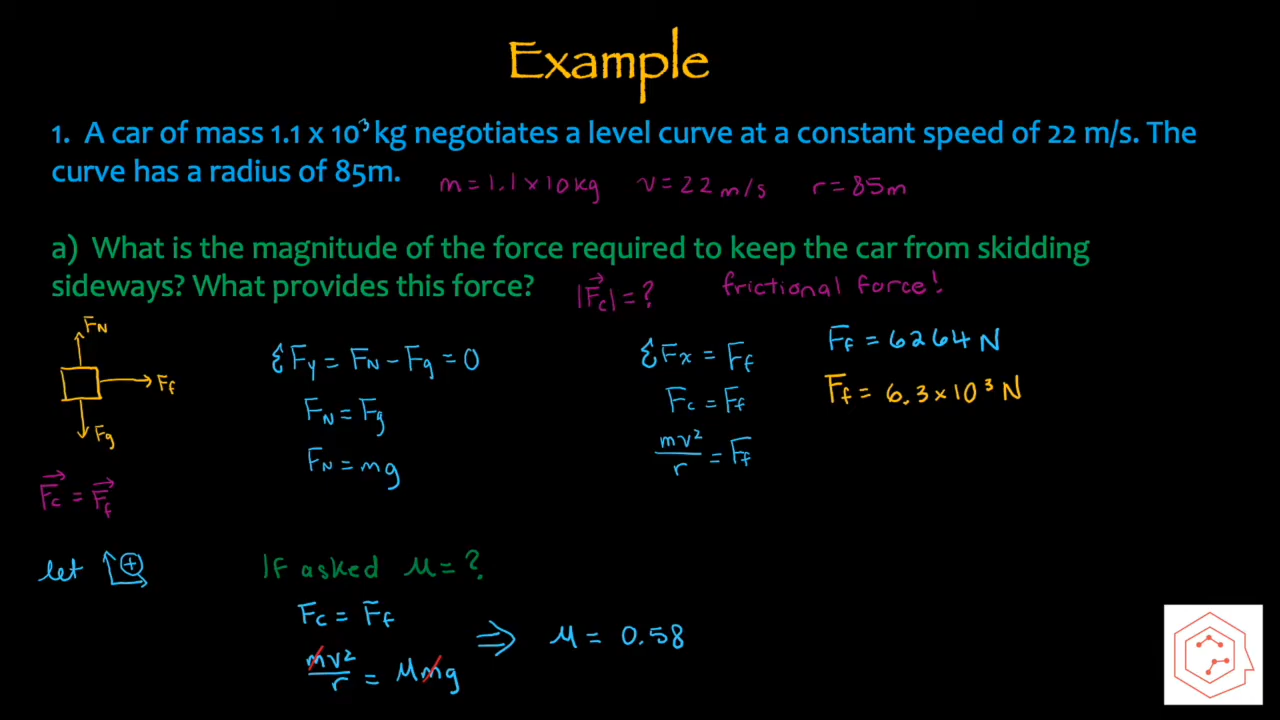 Example
1. A car of mass 1.1 x 10³ kg negotiates a level curve at a constant speed of 22 m/s. The
curve has a radius of 85m.
m = 1.1 × 10 kg v = 22 m/s r = 85m
a) What is the magnitude of the force required to keep the car from skidding
sideways? What provides this force?
|F⃗c| = ? frictional force!
FN
Ff
Fg
F⃗c = F⃗f
let +
ΣFy = FN - Fg = 0
FN = Fg
FN = mg
ΣFx = Ff
Fc = Ff
mv²/r = Ff
Ff = 6264 N
Ff = 6.3 × 10³ N
If asked μ = ?
Fc = Ff
mv²/r = μmg
⇒ μ = 0.58